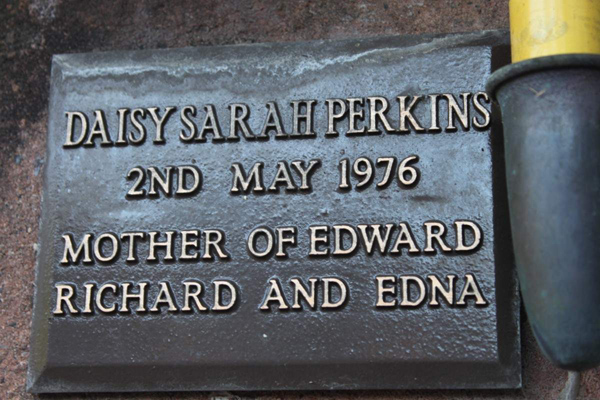 DAISY SARAH PERKINS
2ND MAY 1976
MOTHER OF EDWARD
RICHARD AND EDNA